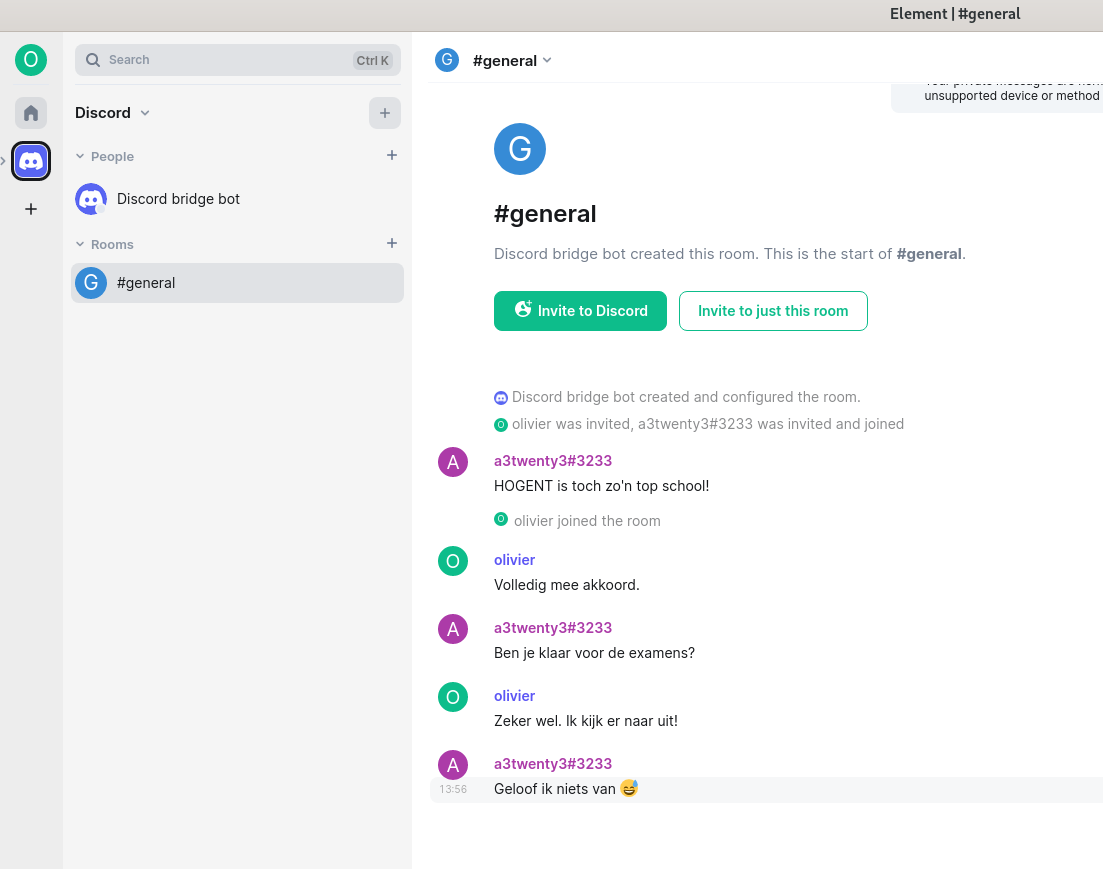 Element | #general
O
Search
Ctrl K
Discord
People
Discord bridge bot
Rooms
G
#general
G
#general
unsupported device or method
G
#general
Discord bridge bot created this room. This is the start of #general.
Invite to Discord
Invite to just this room
Discord bridge bot created and configured the room.
O olivier was invited, a3twenty3#3233 was invited and joined
A
a3twenty3#3233
HOGENT is toch zo'n top school!
O olivier joined the room
O
olivier
Volledig mee akkoord.
A
a3twenty3#3233
Ben je klaar voor de examens?
O
olivier
Zeker wel. Ik kijk er naar uit!
A
a3twenty3#3233
13:56
Geloof ik niets van 😅